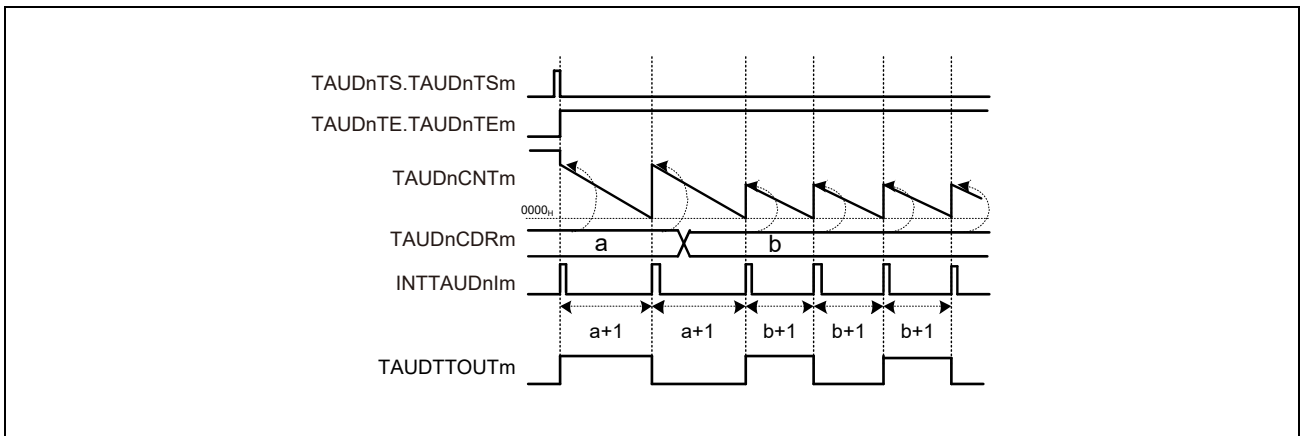 TAUDnTS.TAUDnTSm
TAUDnTE.TAUDnTEm
TAUDnCNTm
0000H
TAUDnCDRm
a
b
INTTAUDnIm
a+1
a+1
b+1
b+1
b+1
TAUDTTOUTm